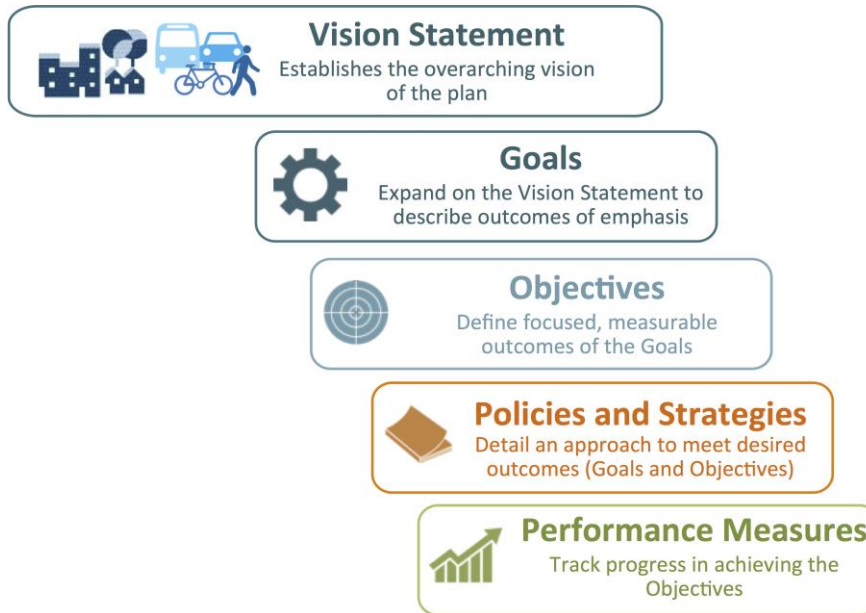 Vision Statement
Establishes the overarching vision
of the plan
Goals
Expand on the Vision Statement to
describe outcomes of emphasis
Objectives
Define focused, measurable
outcomes of the Goals
Policies and Strategies
Detail an approach to meet desired
outcomes (Goals and Objectives)
Performance Measures
Track progress in achieving the
Objectives